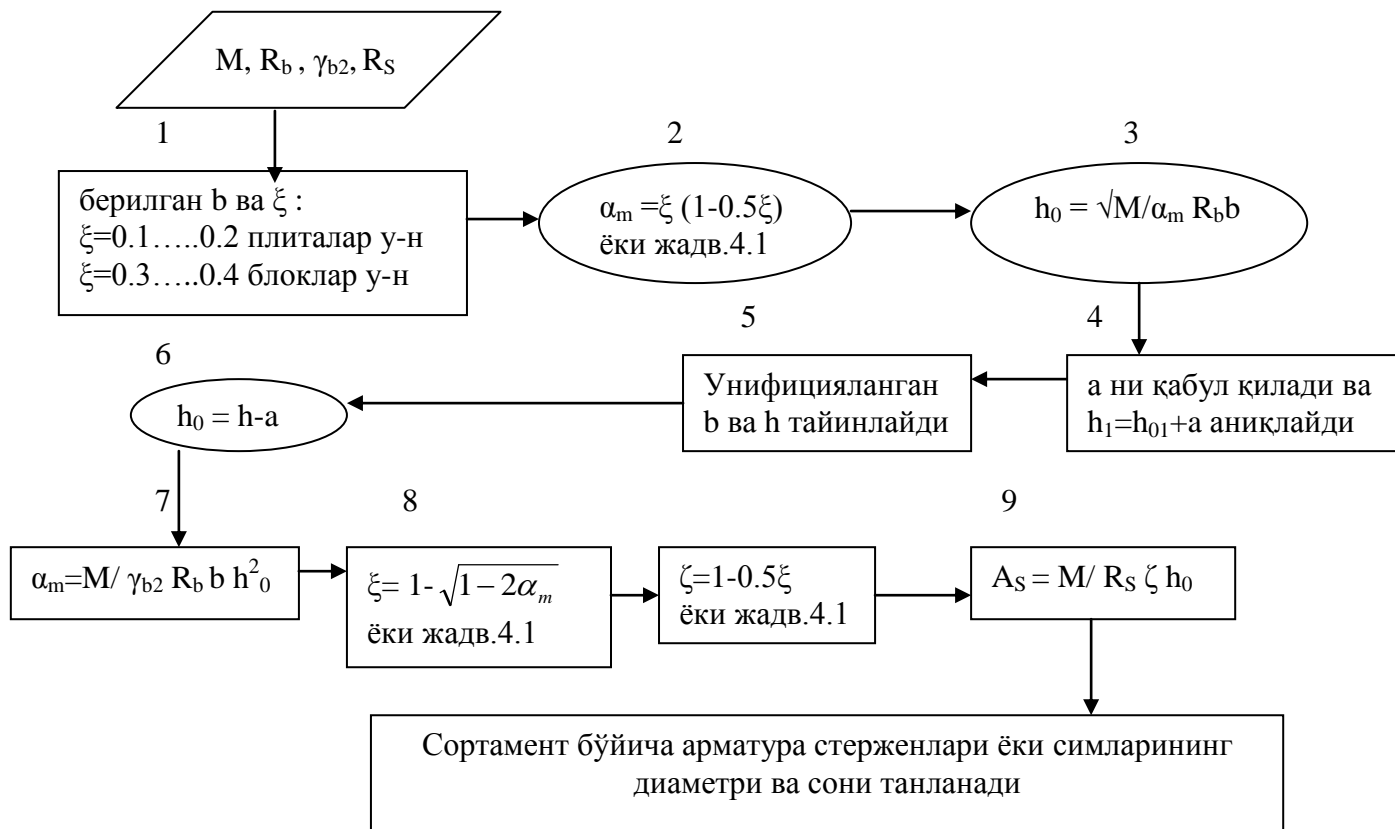 M, R_b , γ_b2, R_S
1
берилган b ва ξ :
ξ=0.1…..0.2 плиталар у-н
ξ=0.3…..0.4 блоклар у-н
2
α_m =ξ (1-0.5ξ)
ёки жадв.4.1
3
h_0 = √M/α_m R_b b
4
а ни қабул қилади ва
h_1=h_01+a аниқлайди
5
Унификацияланган
b ва h тайинлайди
6
h_0 = h-a
7
α_m=M/ γ_b2 R_b b h^2_0
8
ξ= 1-√1−2α_m
ёки жадв.4.1
ζ=1-0.5ξ
ёки жадв.4.1
9
A_S = M/ R_S ζ h_0
Сортамент бўйича арматура стерженлари ёки симларининг
диаметри ва сони танланади